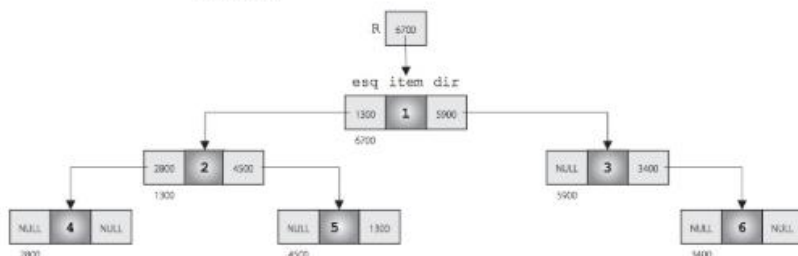 R 6700
esq item dir
1300 1 5900
6700
2800 2 4500 NULL 3 3400
1300 5900
NULL 4 NULL NULL 5 1300 NULL 6 NULL
2800 4500 3400